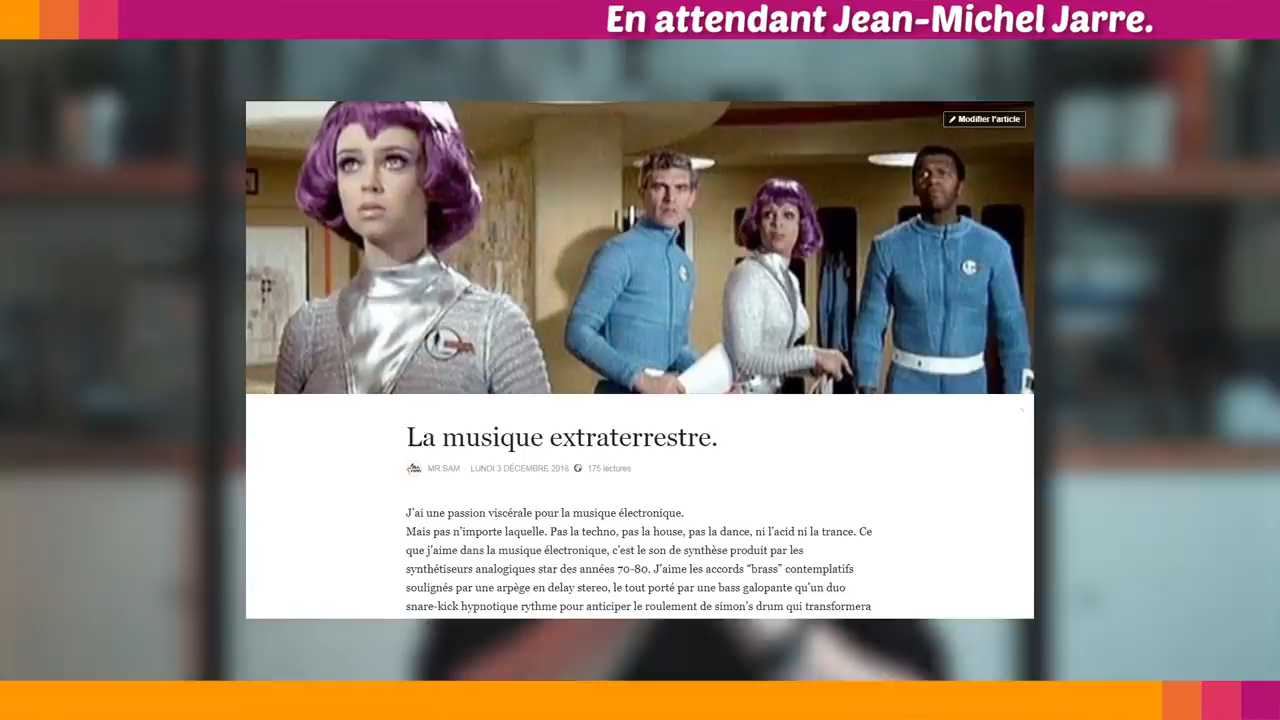 En attendant Jean-Michel Jarre.
Modifier l'article
La musique extraterrestre.
MR SAM · LUNDI 3 DÉCEMBRE 2018 175 lectures
J'ai une passion viscérale pour la musique électronique.
Mais pas n'importe laquelle. Pas la techno, pas la house, pas la dance, ni l'acid ni la trance. Ce
que j'aime dans la musique électronique, c'est le son de synthèse produit par les
synthétiseurs analogiques star des années 70-80. J'aime les accords "brass" contemplatifs
soulignés par une arpège en delay stereo, le tout porté par une bass galopante qu'un duo
snare-kick hypnotique rythme pour anticiper le roulement de simon's drum qui transformera